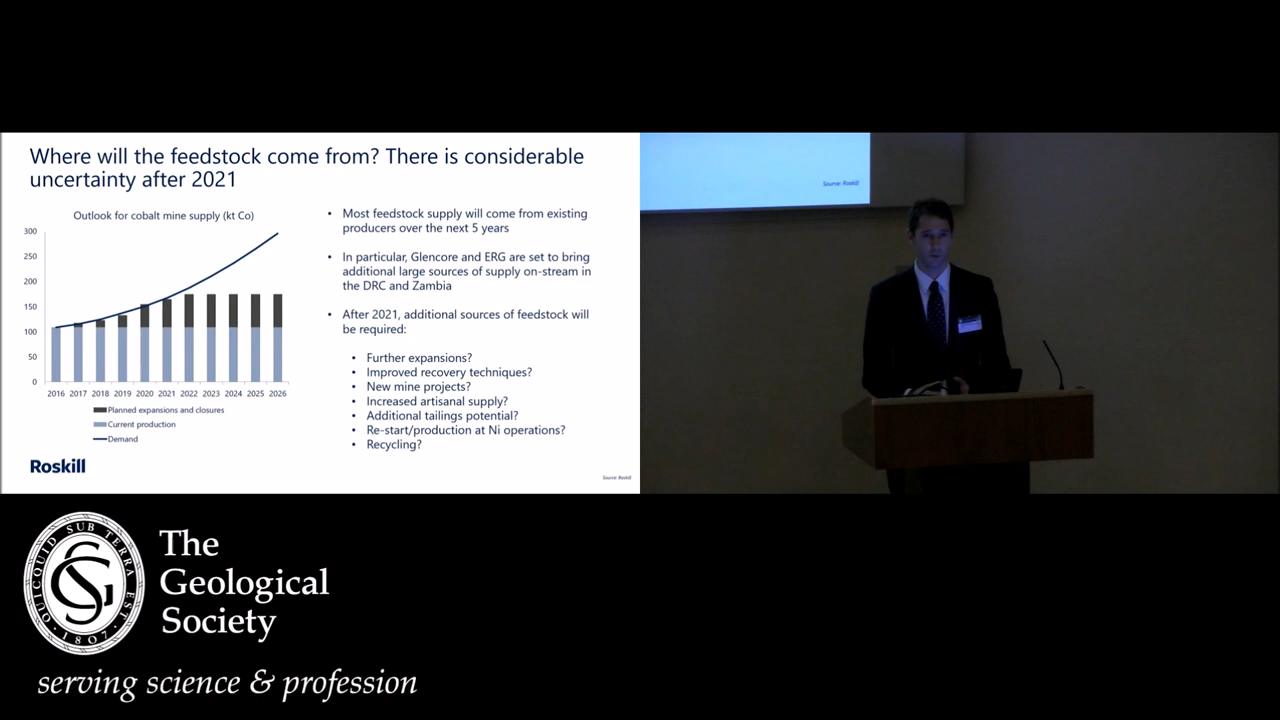 Where will the feedstock come from? There is considerable
uncertainty after 2021
Outlook for cobalt mine supply (kt Co)
300
250
200
150
100
50
0
2016 2017 2018 2019 2020 2021 2022 2023 2024 2025 2026
Planned expansions and closures
Current production
Demand
• Most feedstock supply will come from existing
producers over the next 5 years
• In particular, Glencore and ERG are set to bring
additional large sources of supply on-stream in
the DRC and Zambia
• After 2021, additional sources of feedstock will
be required:
• Further expansions?
• Improved recovery techniques?
• New mine projects?
• Increased artisanal supply?
• Additional tailings potential?
• Re-start/production at Ni operations?
• Recycling?
Roskill
Source: Roskill
Source: Roskill
QUICQUID SUB TERRA EST
1807
GS
The
Geological
Society
serving science & profession